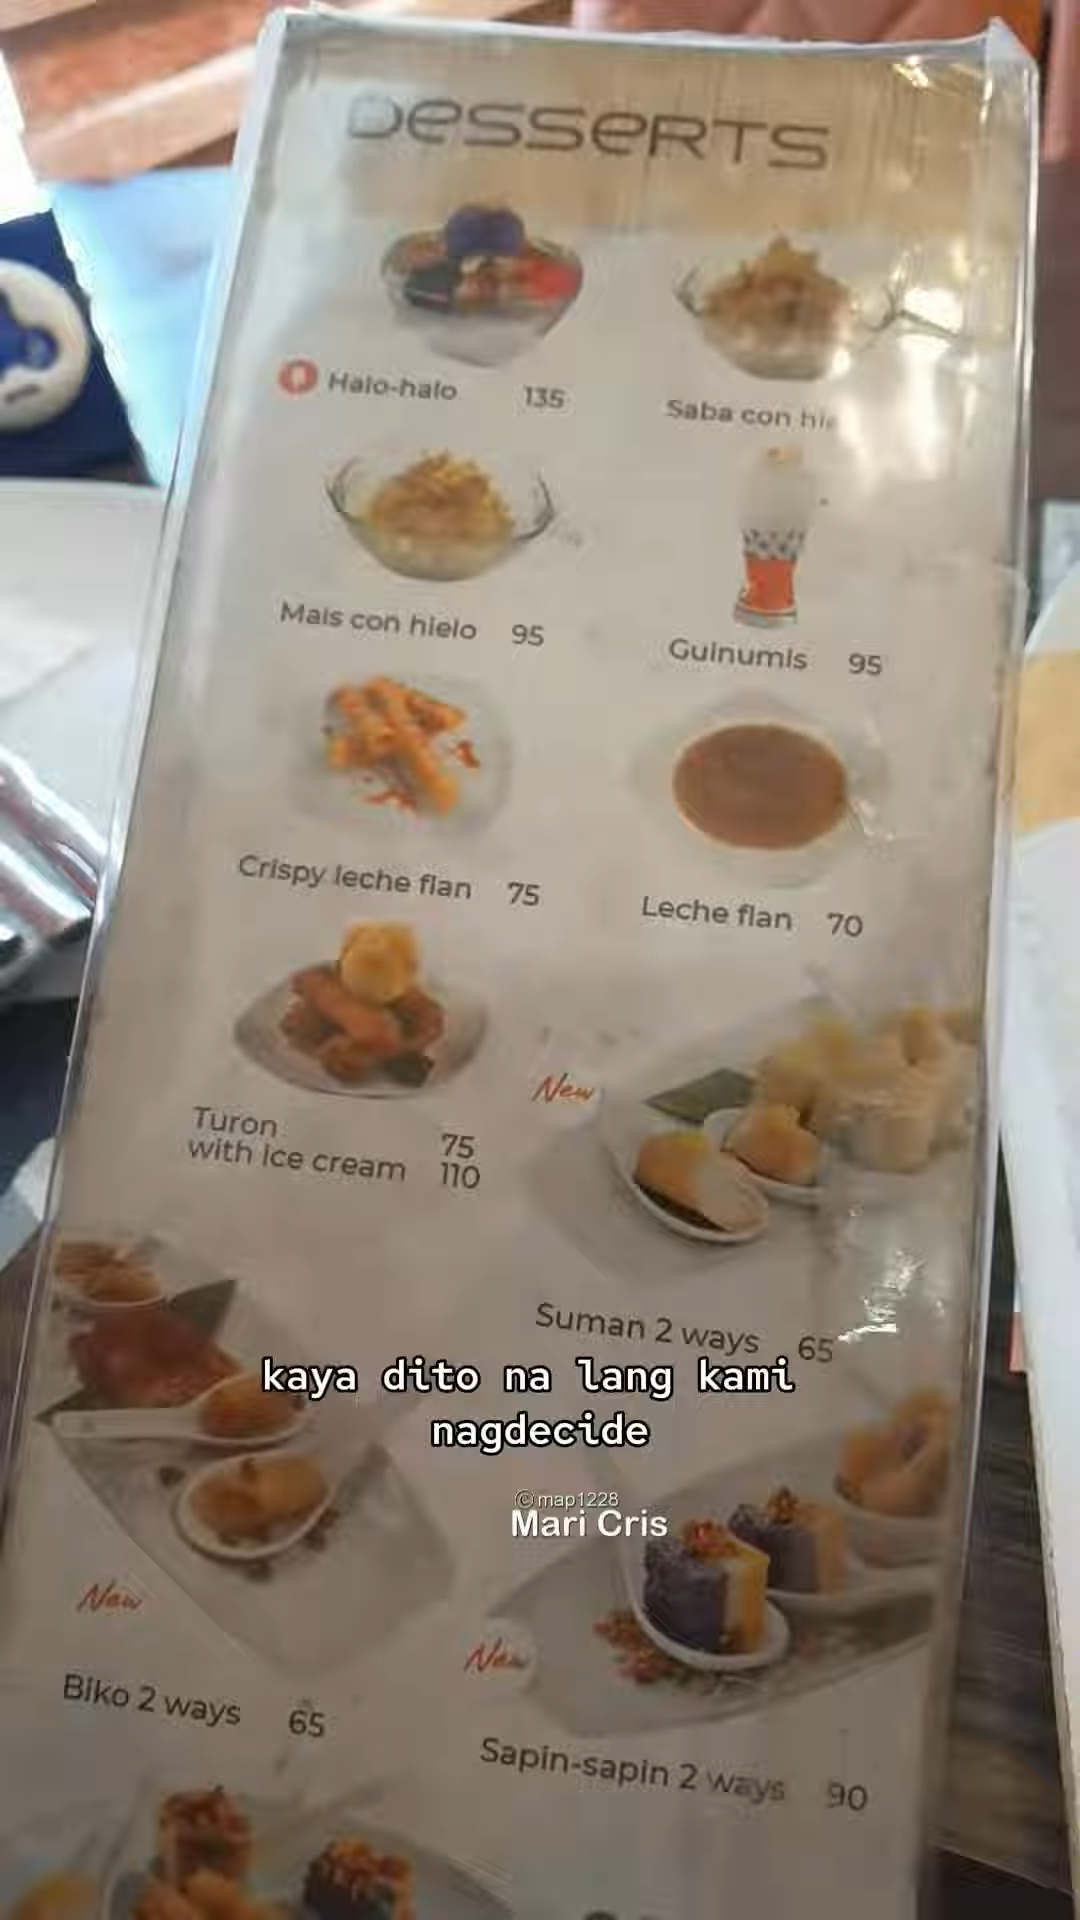 DESSERTS
Halo-halo 135
Saba con
Mais con hielo 95
Guinumis 95
Crispy leche flan 75
Leche flan 70
Turon 75
with ice cream 110
New
Suman 2 ways 65
kaya dito na lang kami
nagdecide
©map1228
Mari Cris
New
Biko 2 ways 65
New
Sapin-sapin 2 ways 90